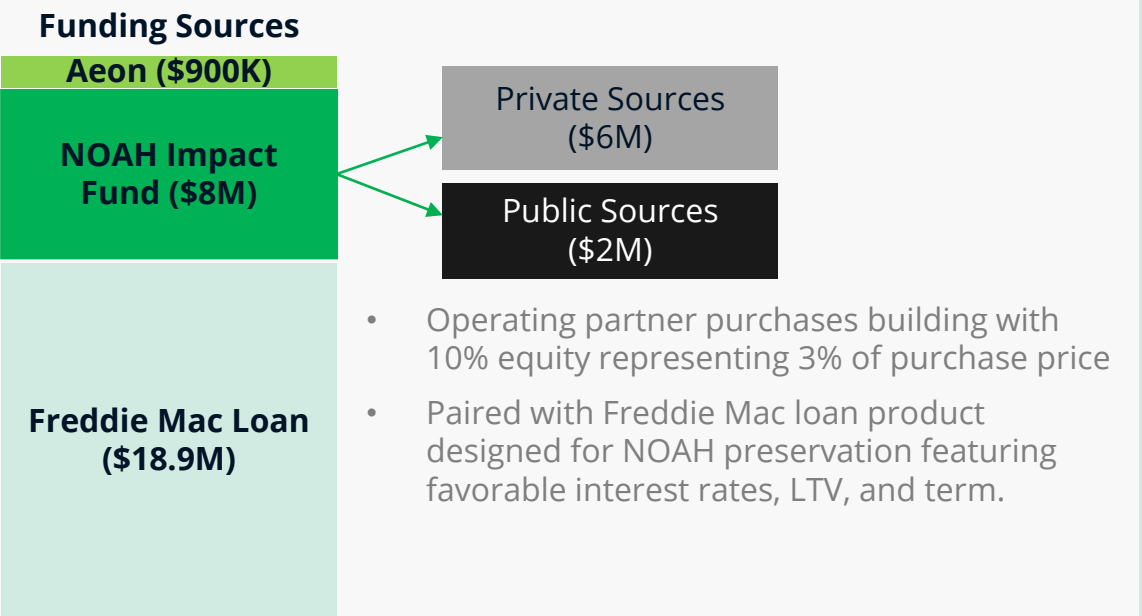 Funding Sources
Aeon ($900K)
NOAH Impact
Fund ($8M)
Private Sources
($6M)
Public Sources
($2M)
Freddie Mac Loan
($18.9M)
• Operating partner purchases building with
10% equity representing 3% of purchase price
• Paired with Freddie Mac loan product
designed for NOAH preservation featuring
favorable interest rates, LTV, and term.